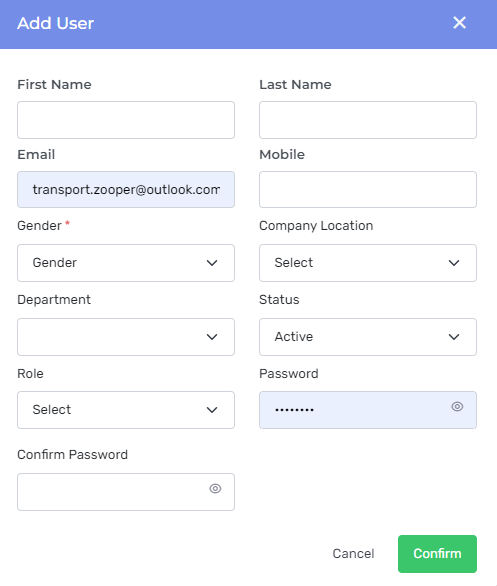 Add User
First Name
Last Name
Email
Mobile
transport.zooper@outlook.com
Gender *
Company Location
Gender
Select
Department
Status
Active
Role
Password
Select
••••••••
Confirm Password
Cancel
Confirm